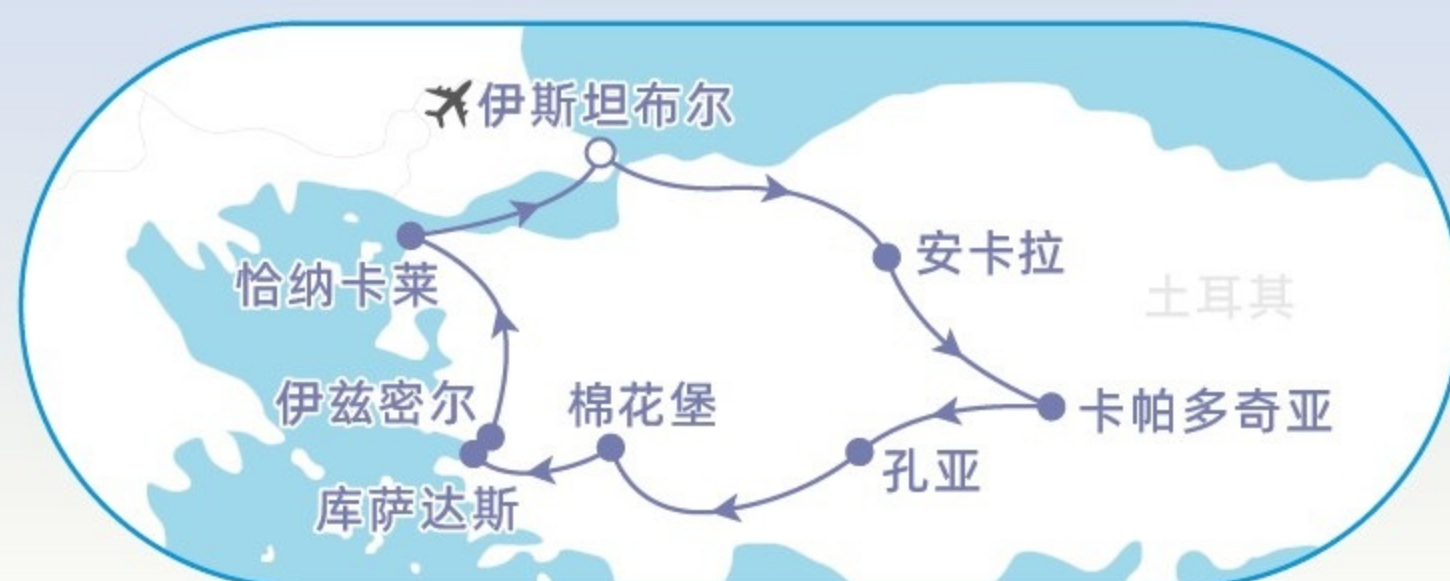 伊斯坦布尔
安卡拉
恰纳卡莱
土耳其
伊兹密尔
棉花堡
卡帕多奇亚
孔亚
库萨达斯